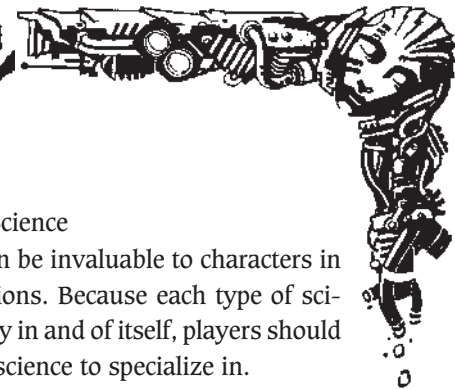 cience
n be invaluable to characters in
ions. Because each type of sci-
y in and of itself, players should
science to specialize in.